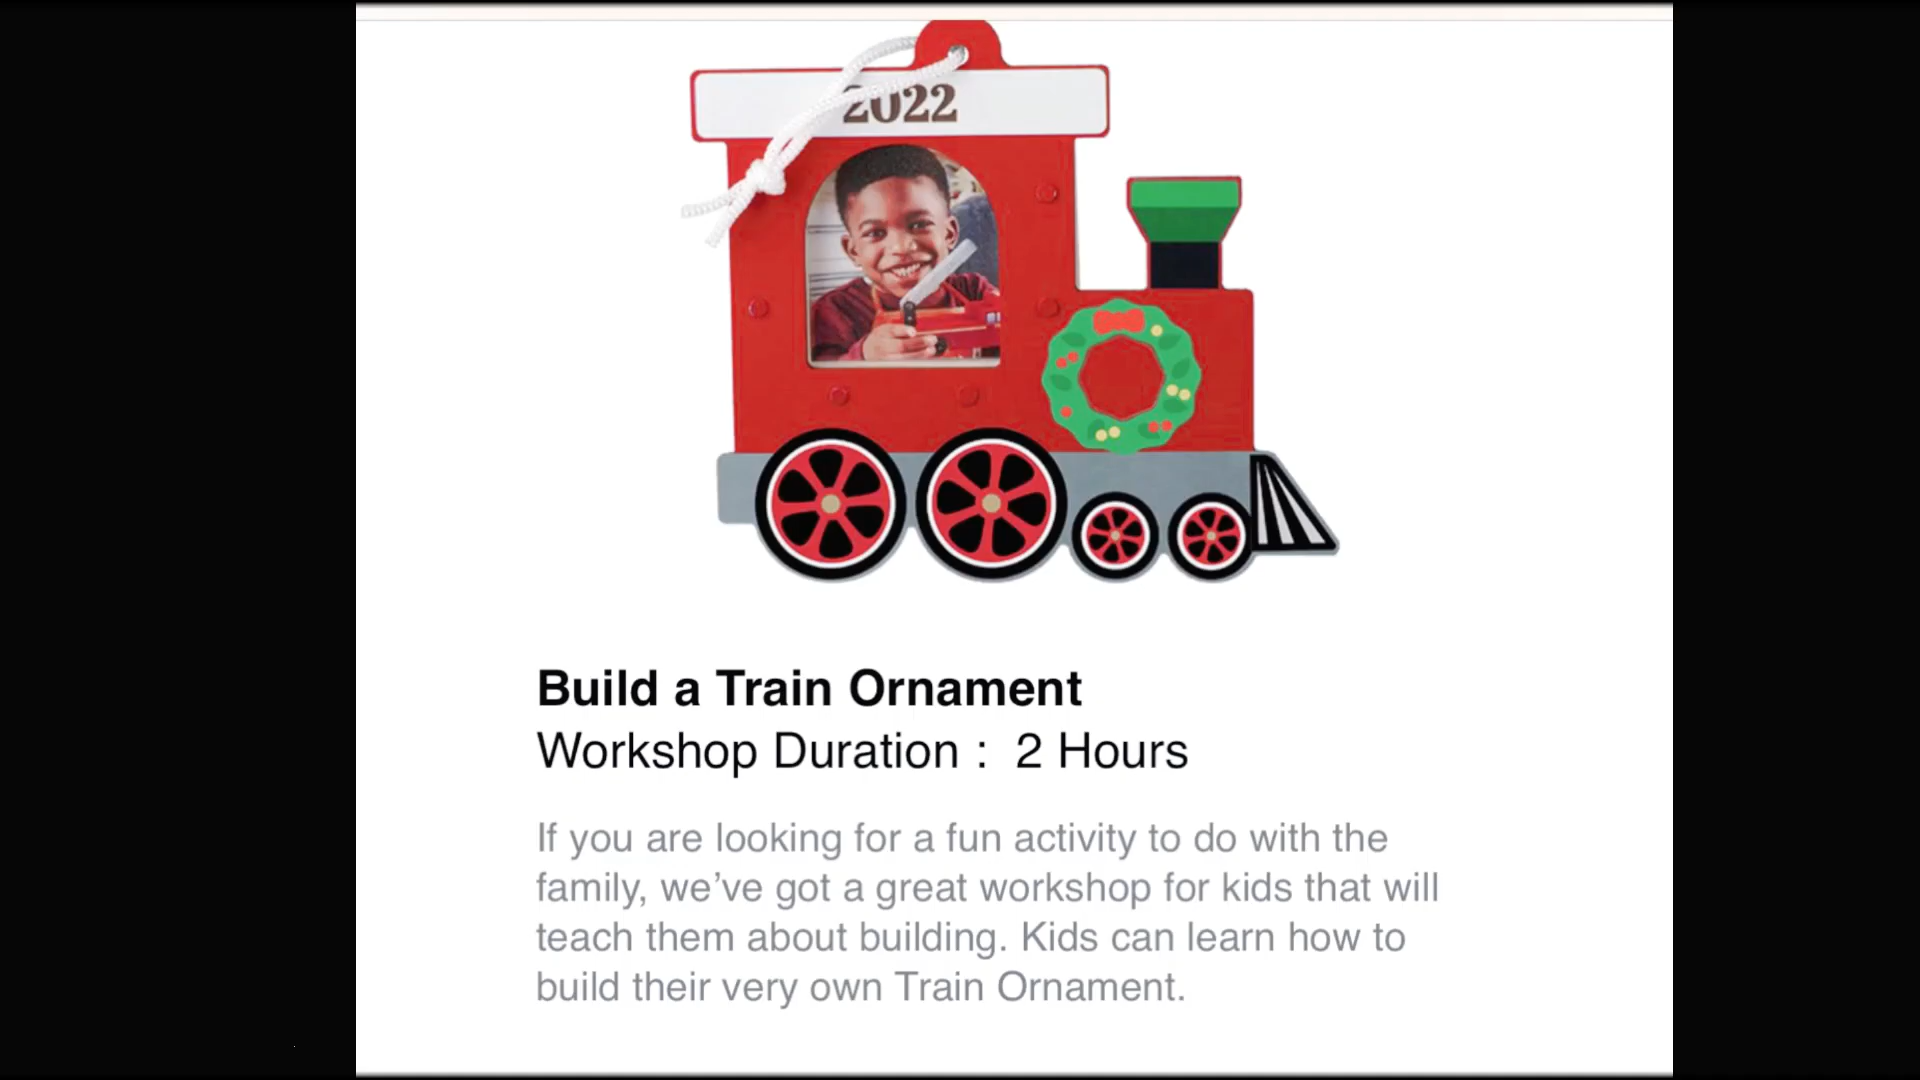 2022
Build a Train Ornament
Workshop Duration :  2 Hours
If you are looking for a fun activity to do with the
family, we’ve got a great workshop for kids that will
teach them about building. Kids can learn how to
build their very own Train Ornament.